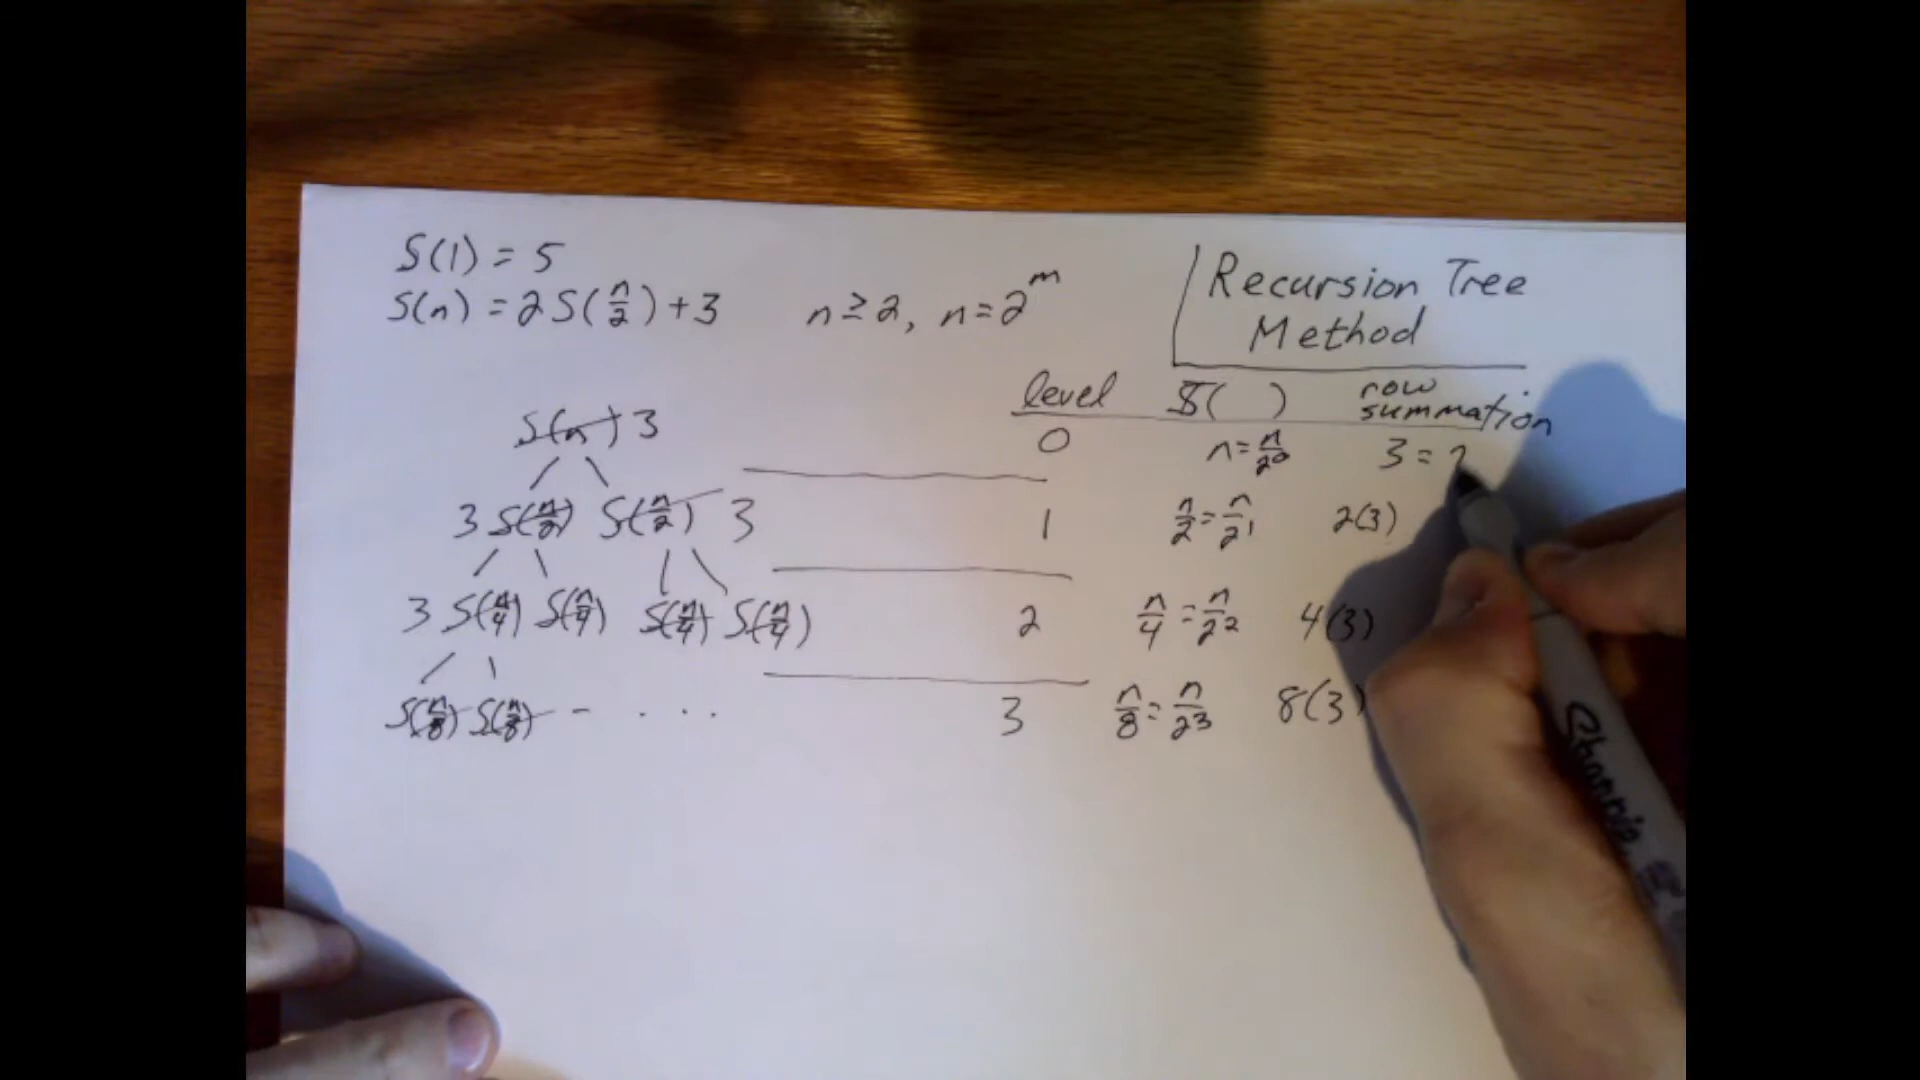 S(1) = 5
S(n) = 2S(n/2) + 3 n ≥ 2, n = 2^m
Recursion Tree
Method
level S( ) row summation
S(n) 3
0 n = n/2^0 3 = 2
3 S(n/2) S(n/2) 3
1 n/2 = n/2^1 2(3)
3 S(n/4) S(n/4) S(n/4) S(n/4)
2 n/4 = n/2^2 4(3)
S(n/8) S(n/8) - . . .
3 n/8 = n/2^3 8(3)
Sharpie